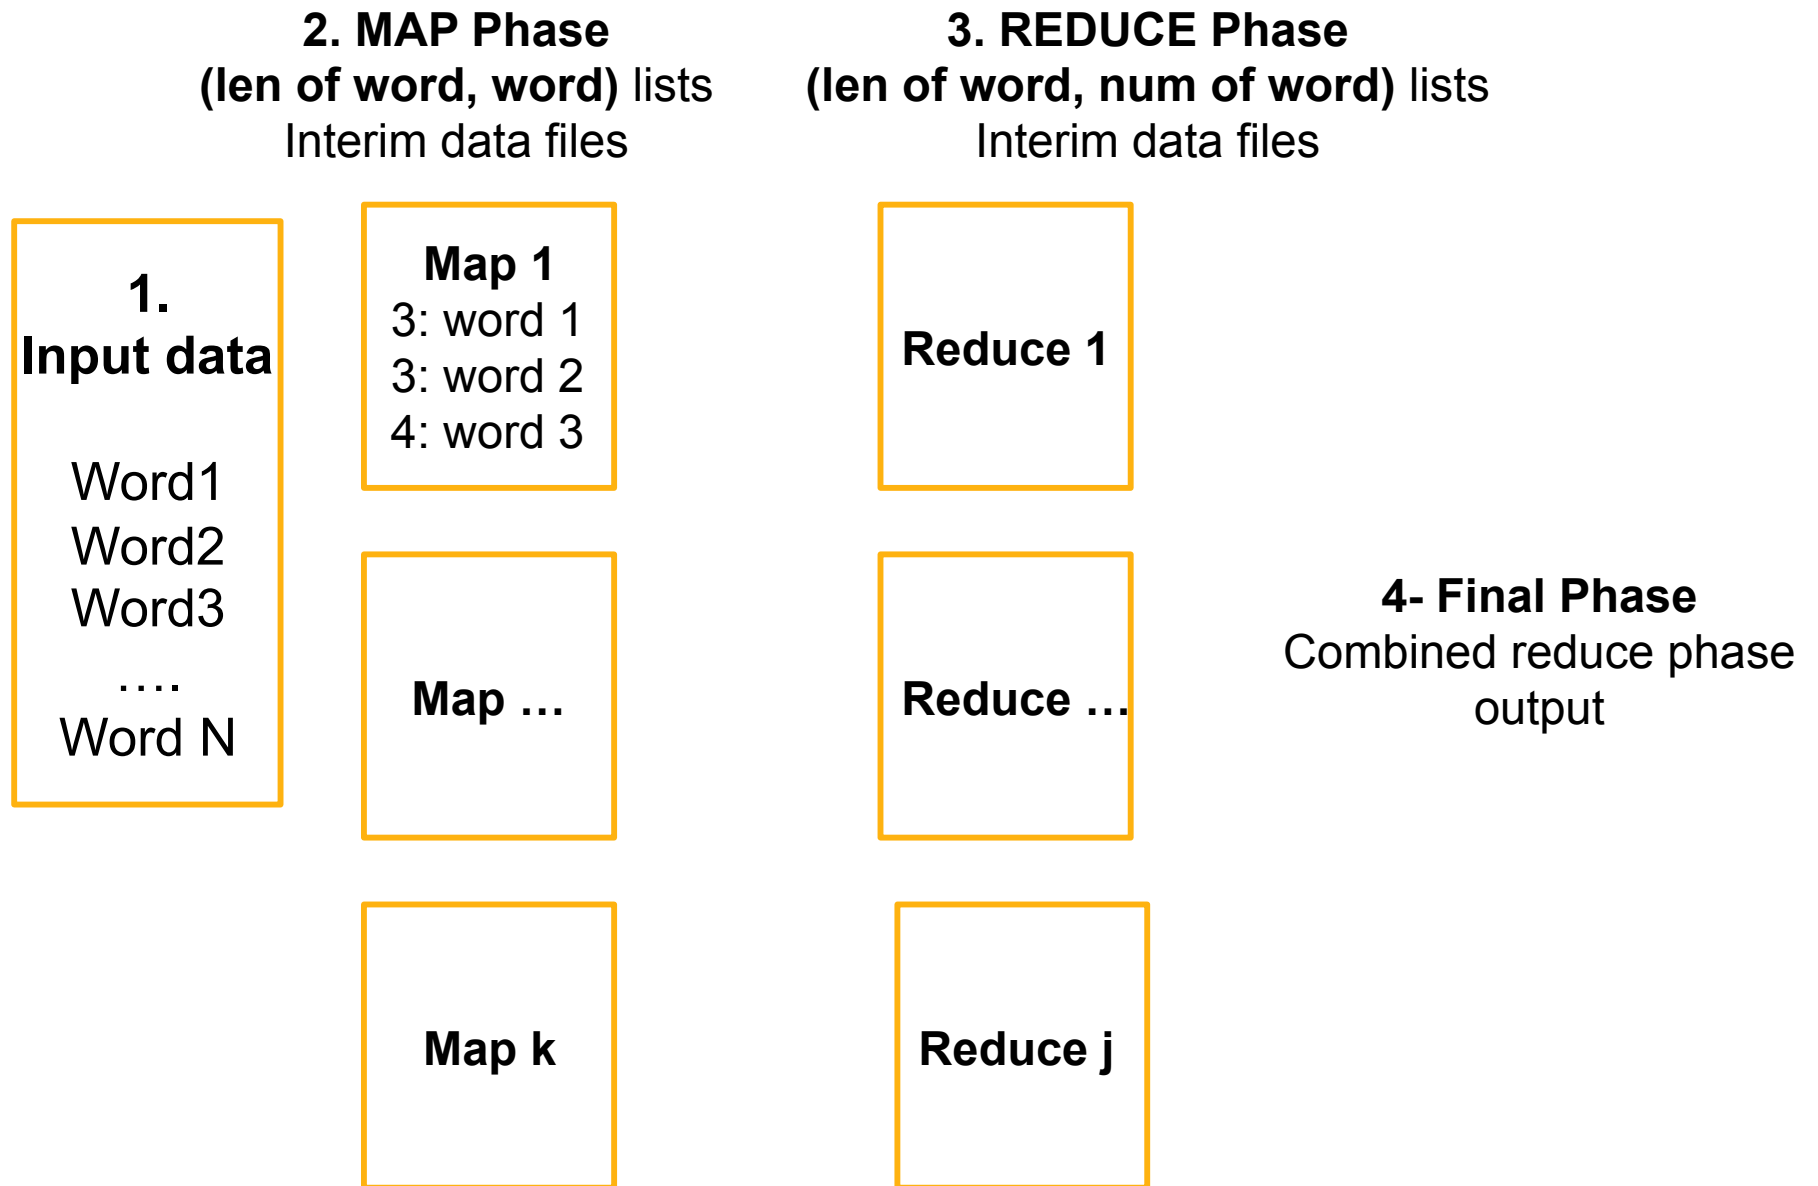 2. MAP Phase
(len of word, word) lists
Interim data files
3. REDUCE Phase
(len of word, num of word) lists
Interim data files
1.
Input data
Word1
Word2
Word3
….
Word N
Map 1
3: word 1
3: word 2
4: word 3
Map …
Map k
Reduce 1
Reduce …
Reduce j
4- Final Phase
Combined reduce phase
output